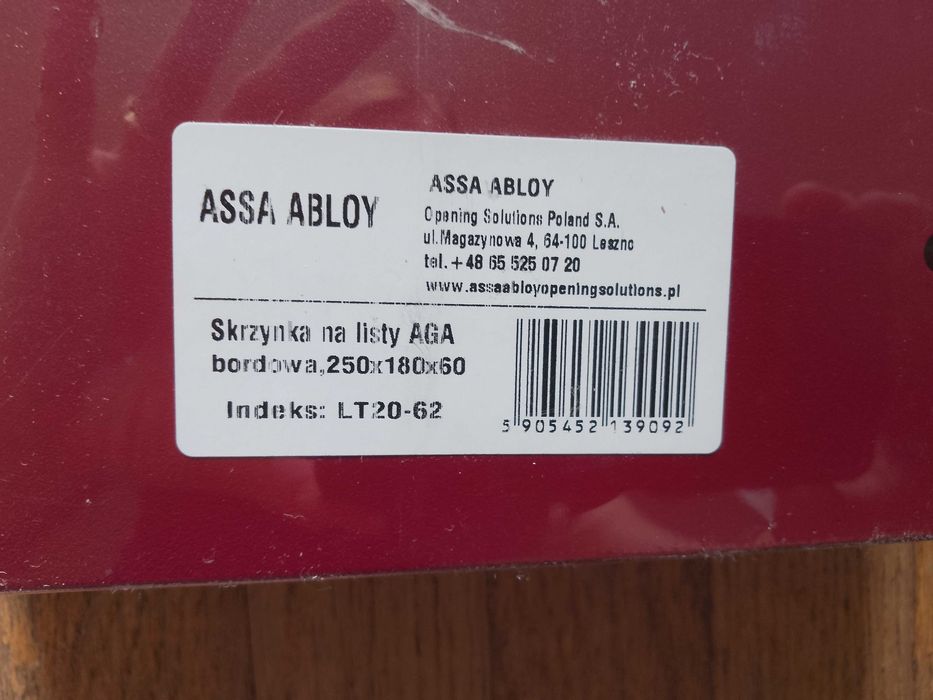 ASSA ABLOY
ASSA ABLOY
Opening Solutions Poland S.A.
ul.Magazynowa 4, 64-100 Leszno
tel. +48 65 525 07 20
www.assaabloyopeningsolutions.pl
Skrzynka na listy AGA
bordowa,250x180x60
Indeks: LT20-62
5 905452 139092